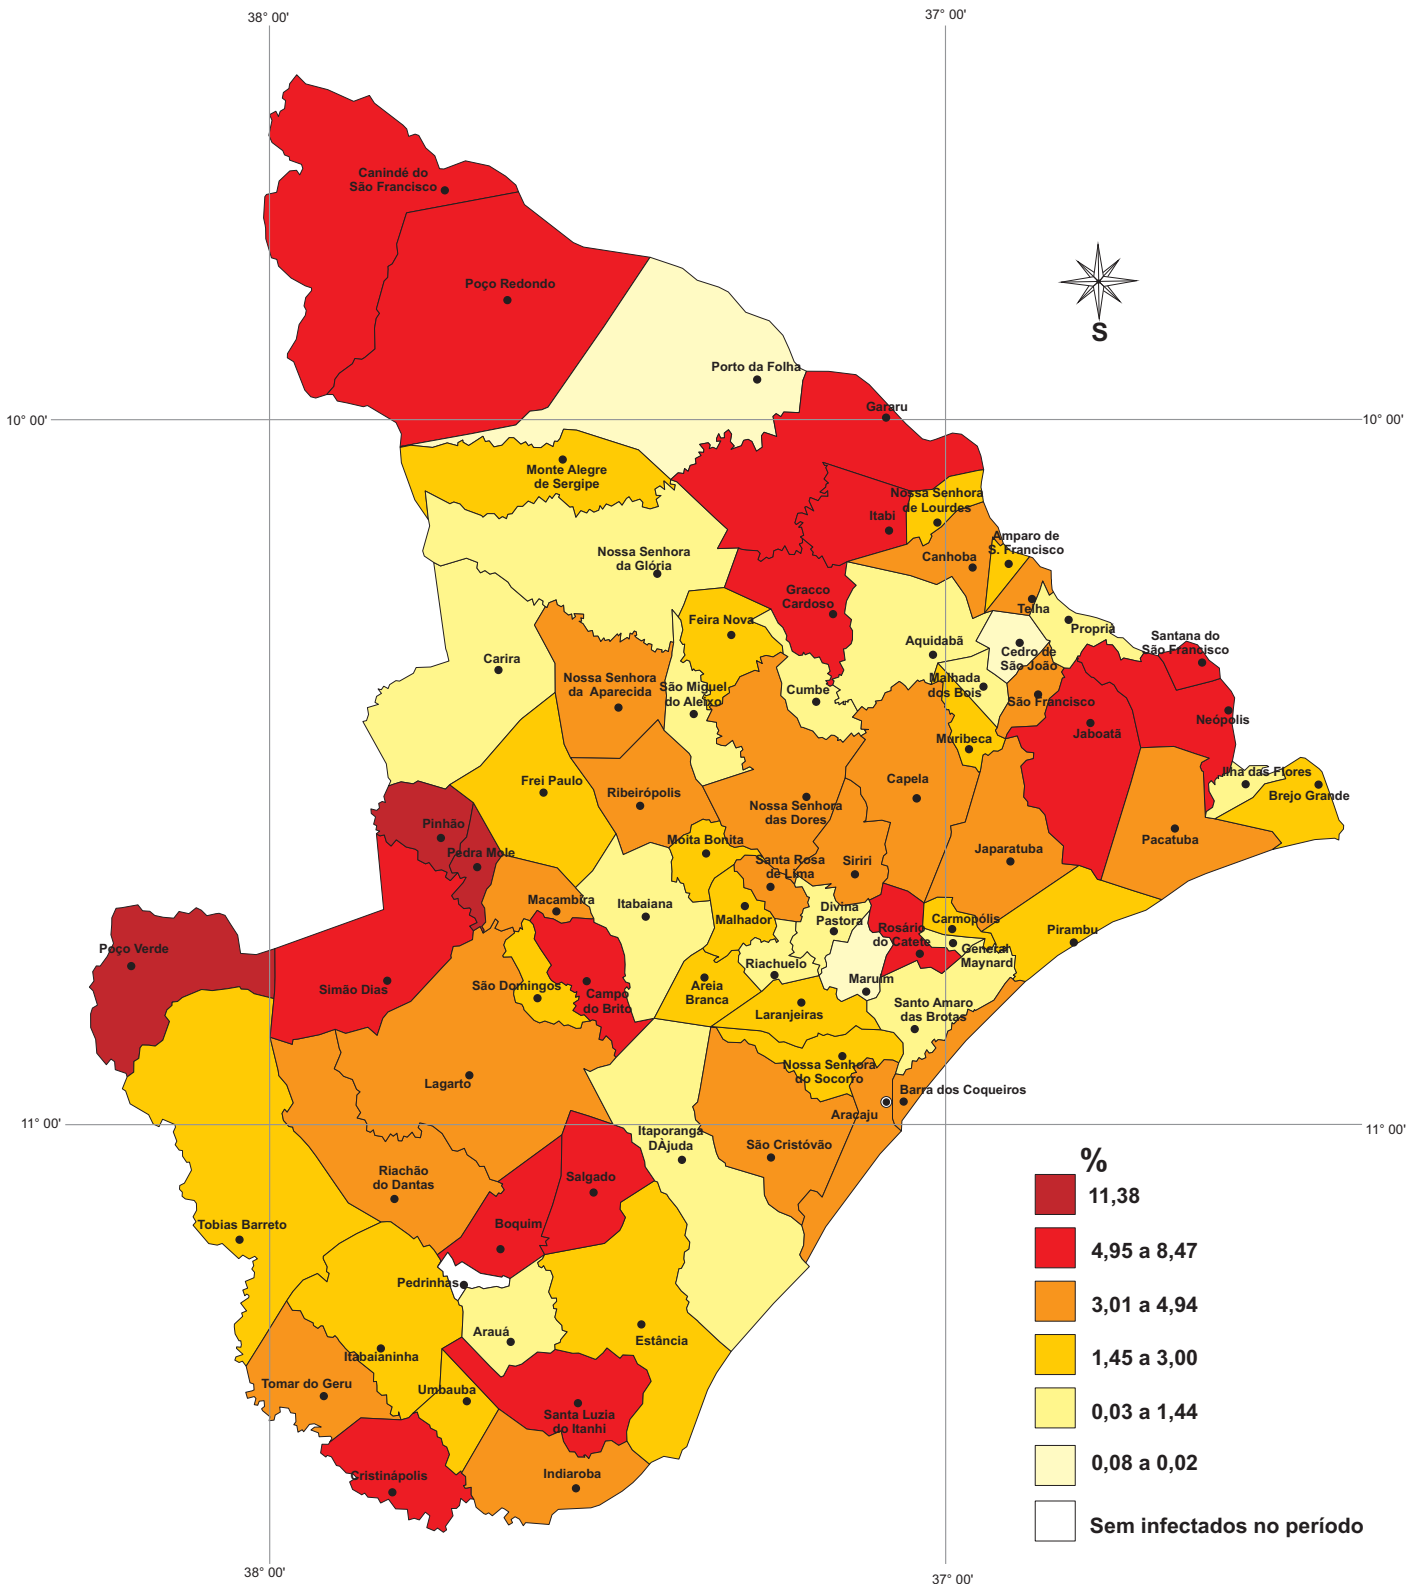 38° 00'
37° 00'
Canindé do
São Francisco
Poço Redondo
S
Porto da Folha
Gararu
10° 00'
10° 00'
Monte Alegre
de Sergipe
Nossa Senhora
de Lourdes
Itabi
Amparo de
S. Francisco
Nossa Senhora
da Glória
Canhoba
Gracco
Cardoso
Telha
Feira Nova
Propriá
Santana do
São Francisco
Aquidabã
Cedro de
São João
Carira
Nossa Senhora
da Aparecida
São Miguel
do Aleixo
Cumbe
Malhada
dos Bois
São Francisco
Neópolis
Jaboatã
Muribeca
Frei Paulo
Ribeirópolis
Capela
Ilha das Flores
Brejo Grande
Nossa Senhora
das Dores
Pinhão
Pedra Mole
Moita Bonita
Santa Rosa
de Lima
Siriri
Japaratuba
Pacatuba
Macambira
Itabaiana
Malhador
Divina
Pastora
Rosário
do Catete
Carmopólis
General
Maynard
Pirambu
Poço Verde
Simão Dias
São Domingos
Campo
do Brito
Areia
Branca
Riachuelo
Maruim
Laranjeiras
Santo Amaro
das Brotas
Nossa Senhora
do Socorro
Lagarto
Barra dos Coqueiros
Aracaju
11° 00'
11° 00'
Itaporanga
DÀjuda
São Cristóvão
Riachão
do Dantas
Salgado
Boquim
Tobias Barreto
Pedrinhas
Arauá
Estância
Itabaianinha
Tomar do Geru
Umbauba
Santa Luzia
do Itanhi
Cristinápolis
Indiaroba
%
11,38
4,95 a 8,47
3,01 a 4,94
1,45 a 3,00
0,03 a 1,44
0,08 a 0,02
Sem infectados no período
38° 00'
37° 00'